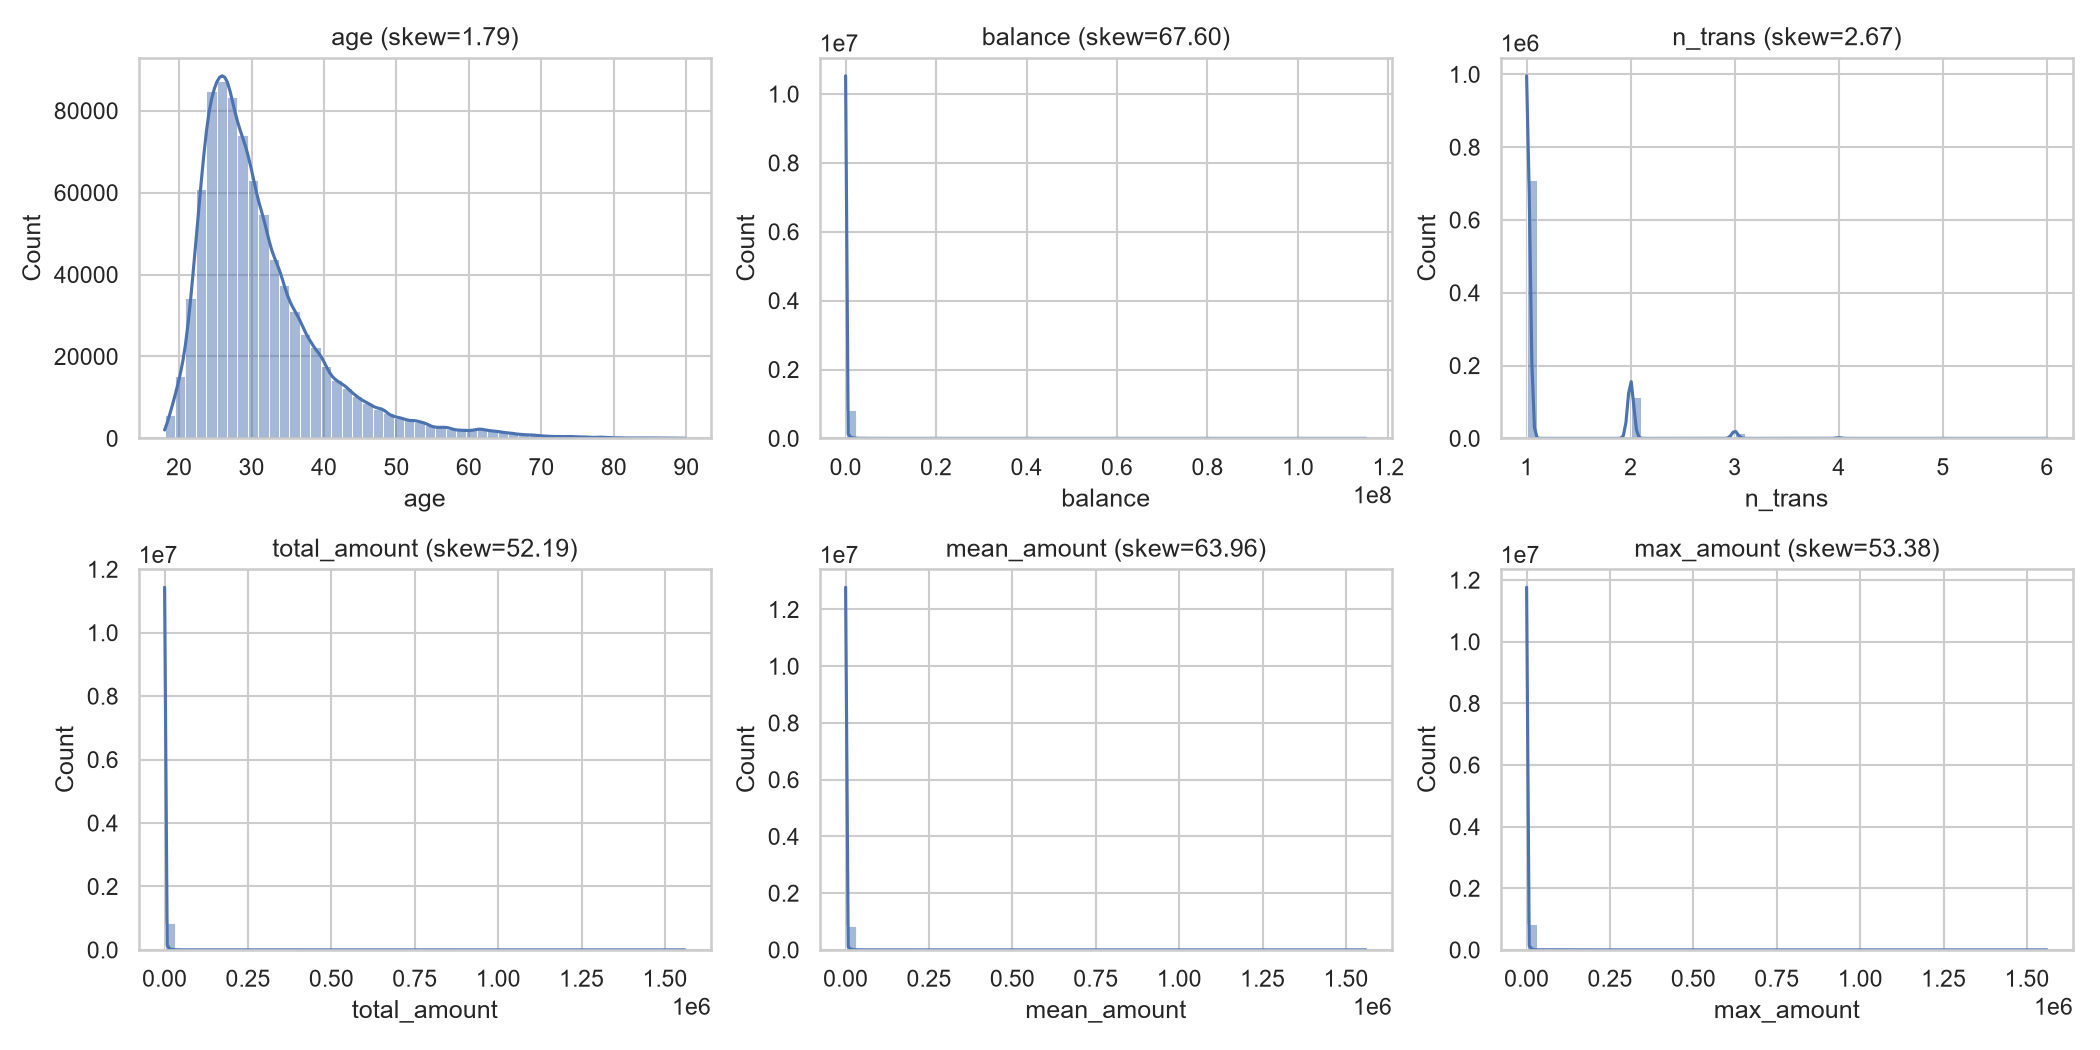 age (skew=1.79)
80000
60000
40000
20000
0
Count
20 30 40 50 60 70 80 90
age
balance (skew=67.60)
1e7
1.0
0.8
0.6
0.4
0.2
0.0
Count
0.0 0.2 0.4 0.6 0.8 1.0 1.2
1e8
balance
n_trans (skew=2.67)
1e6
1.0
0.8
0.6
0.4
0.2
0.0
Count
1 2 3 4 5 6
n_trans
total_amount (skew=52.19)
1e7
1.2
1.0
0.8
0.6
0.4
0.2
0.0
Count
0.00 0.25 0.50 0.75 1.00 1.25 1.50
1e6
total_amount
mean_amount (skew=63.96)
1e7
1.2
1.0
0.8
0.6
0.4
0.2
0.0
Count
0.00 0.25 0.50 0.75 1.00 1.25 1.50
1e6
mean_amount
max_amount (skew=53.38)
1e7
1.2
1.0
0.8
0.6
0.4
0.2
0.0
Count
0.00 0.25 0.50 0.75 1.00 1.25 1.50
1e6
max_amount